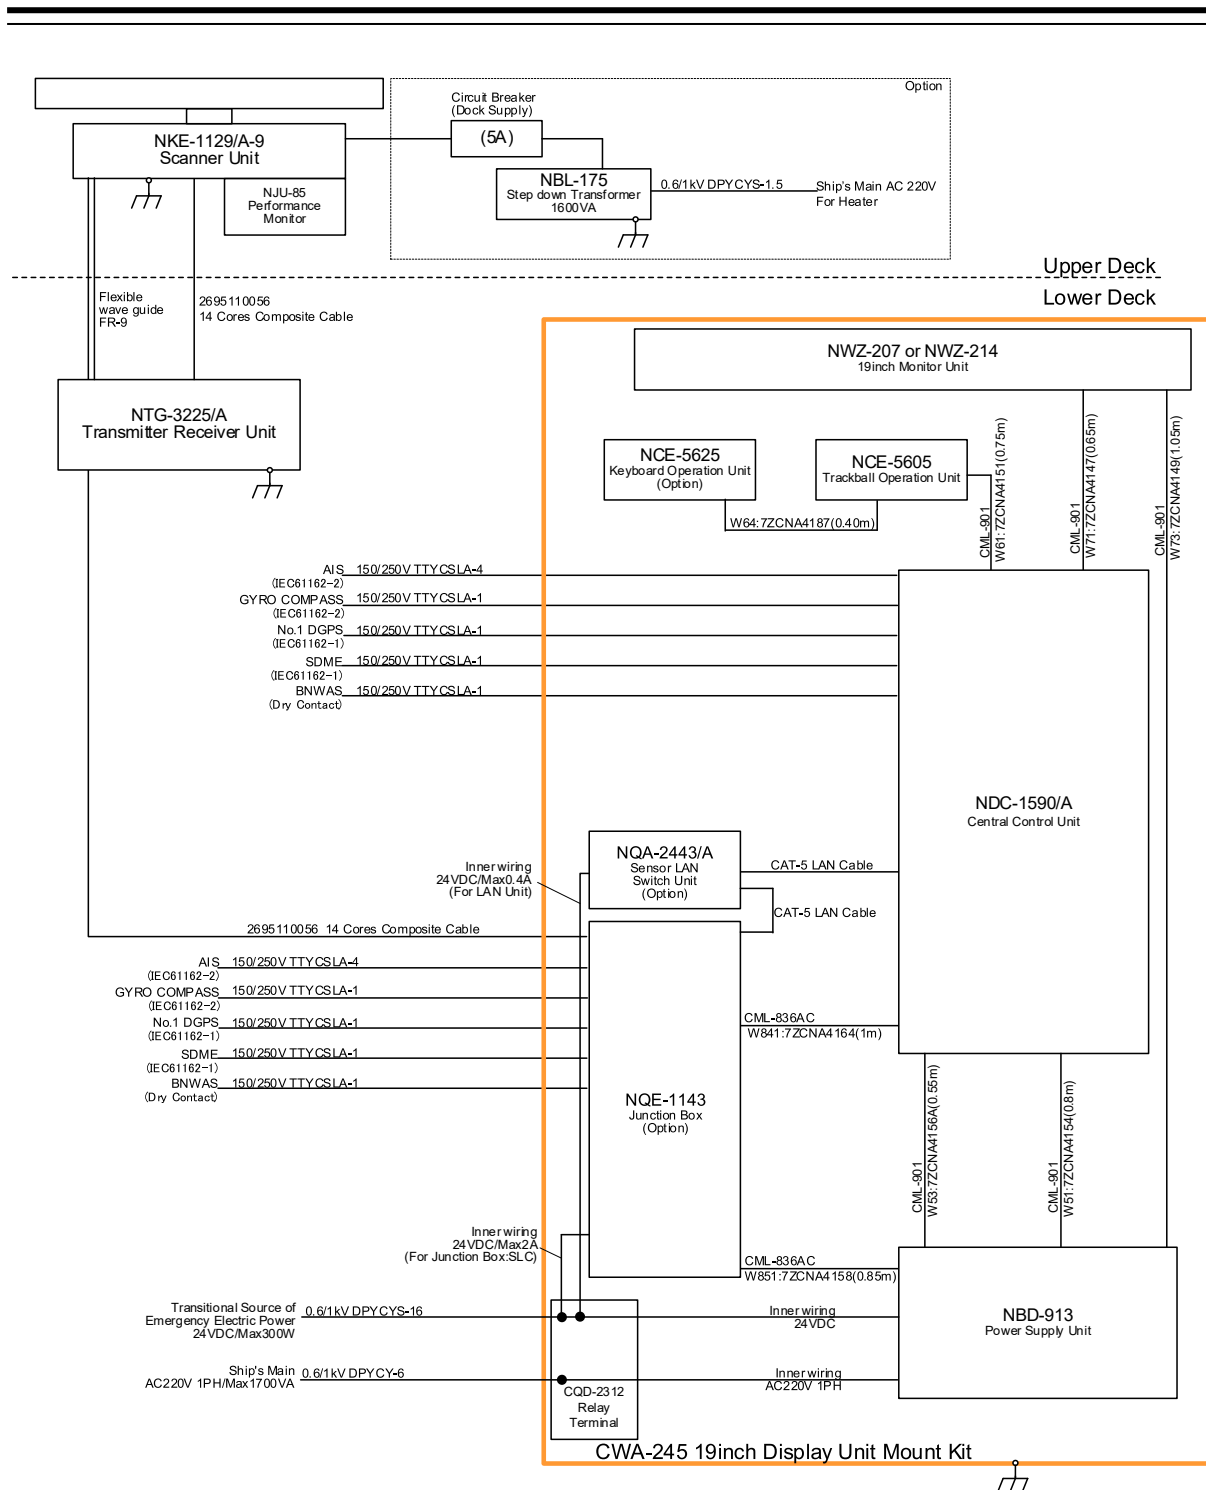 Option
Circuit Breaker
(Dock Supply)
(5A)
NKE-1129/A-9
Scanner Unit
NJU-85
Performance
Monitor
NBL-175
Step down Transformer
1600VA
0.6/1kV DPYCYS-1.5
Ship's Main AC 220V
For Heater
Upper Deck
Lower Deck
Flexible
wave guide
FR-9
2695110056
14 Cores Composite Cable
NWZ-207 or NWZ-214
19inch Monitor Unit
NTG-3225/A
Transmitter Receiver Unit
NCE-5625
Keyboard Operation Unit
(Option)
NCE-5605
Trackball Operation Unit
W64:7ZCNA4187(0.40m)
CML-901
W61:7ZCNA4151(0.75m)
CML-901
W71:7ZCNA4147(0.65m)
CML-901
W73:7ZCNA4149(1.05m)
AIS 150/250V TTYCSLA-4
(IEC61162-2)
GYRO COMPASS 150/250V TTYCSLA-1
(IEC61162-2)
No.1 DGPS 150/250V TTYCSLA-1
(IEC61162-1)
SDME 150/250V TTYCSLA-1
(IEC61162-1)
BNWAS 150/250V TTYCSLA-1
(Dry Contact)
NDC-1590/A
Central Control Unit
NQA-2443/A
Sensor LAN
Switch Unit
(Option)
CAT-5 LAN Cable
CAT-5 LAN Cable
Inner wiring
24VDC/Max0.4A
(For LAN Unit)
2695110056 14 Cores Composite Cable
AIS 150/250V TTYCSLA-4
(IEC61162-2)
GYRO COMPASS 150/250V TTYCSLA-1
(IEC61162-2)
No.1 DGPS 150/250V TTYCSLA-1
(IEC61162-1)
SDME 150/250V TTYCSLA-1
(IEC61162-1)
BNWAS 150/250V TTYCSLA-1
(Dry Contact)
CML-836AC
W841:7ZCNA4164(1m)
NQE-1143
Junction Box
(Option)
CML-901
W53:7ZCNA4156A(0.55m)
CML-901
W51:7ZCNA4154(0.8m)
Inner wiring
24VDC/Max2A
(For Junction Box:SLC)
CML-836AC
W851:7ZCNA4158(0.85m)
Transitional Source of
Emergency Electric Power
24VDC/Max300W
0.6/1kV DPYCYS-16
Inner wiring
24VDC
NBD-913
Power Supply Unit
Ship's Main
AC220V 1PH/Max1700VA
0.6/1kV DPYCY-6
Inner wiring
AC220V 1PH
CQD-2312
Relay
Terminal
CWA-245 19inch Display Unit Mount Kit